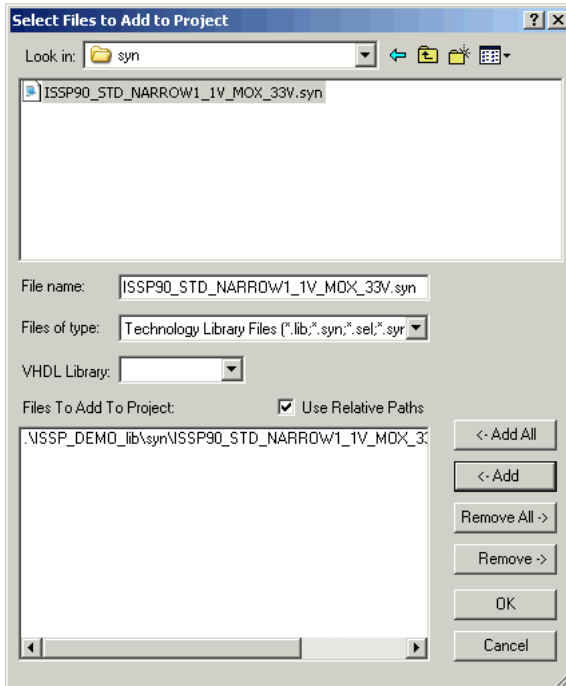 Select Files to Add to Project
Look in: syn
ISSP90_STD_NARROW1_1V_MOX_33V.syn
File name: ISSP90_STD_NARROW1_1V_MOX_33V.syn
Files of type: Technology Library Files (*.lib;*.syn;*.sel;*.syr
VHDL Library:
Files To Add To Project: Use Relative Paths
.\ISSP_DEMO_lib\syn\ISSP90_STD_NARROW1_1V_MOX_33
<- Add All
<- Add
Remove All ->
Remove ->
OK
Cancel